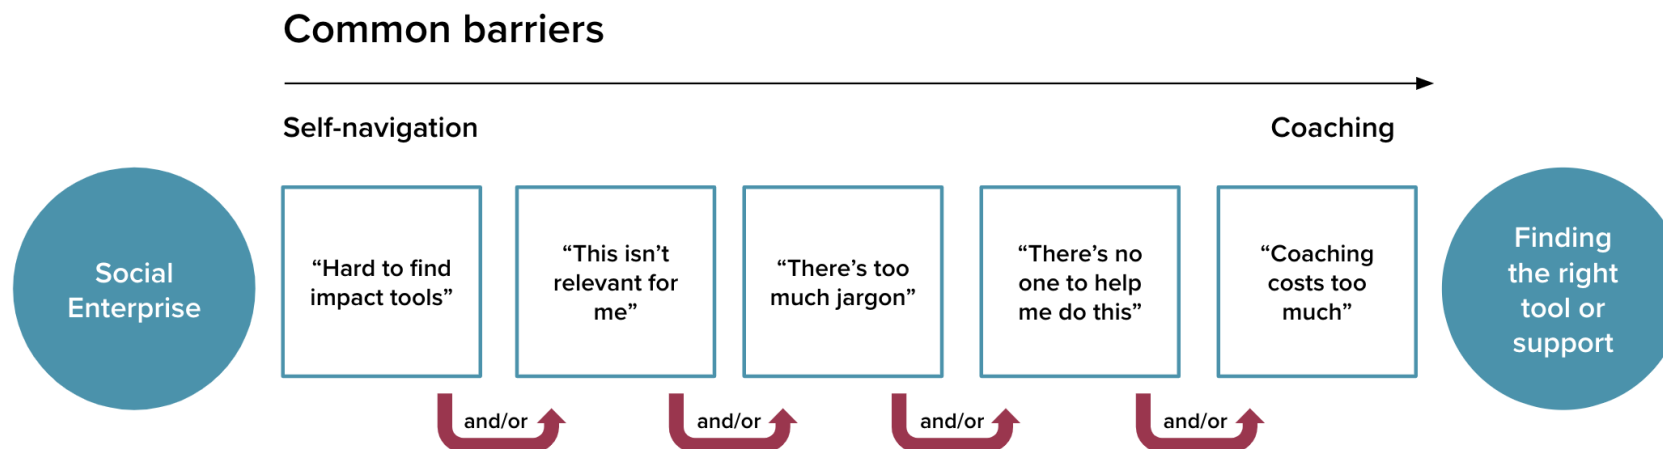 Common barriers
Self-navigation
Coaching
Social
Enterprise
“Hard to find
impact tools”
“This isn’t
relevant for
me”
“There’s too
much jargon”
“There’s no
one to help
me do this”
“Coaching
costs too
much”
Finding
the right
tool or
support
and/or
and/or
and/or
and/or